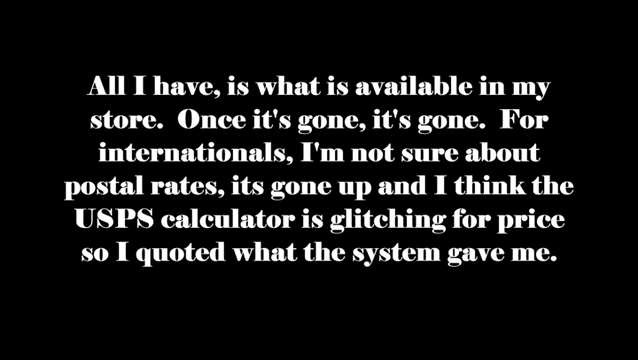 All I have, is what is available in my
store.  Once it's gone, it's gone.  For
internationals, I'm not sure about
postal rates, its gone up and I think the
USPS calculator is glitching for price
so I quoted what the system gave me.